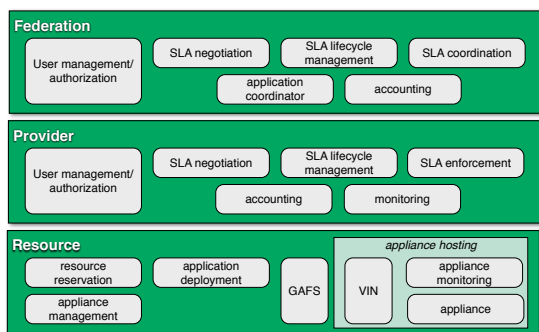 Federation
User management/
authorization
SLA negotiation
SLA lifecycle
management
SLA coordination
application
coordinator
accounting
Provider
User management/
authorization
SLA negotiation
SLA lifecycle
management
SLA enforcement
accounting
monitoring
Resource
resource
reservation
application
deployment
appliance
management
GAFS
appliance hosting
VIN
appliance
monitoring
appliance